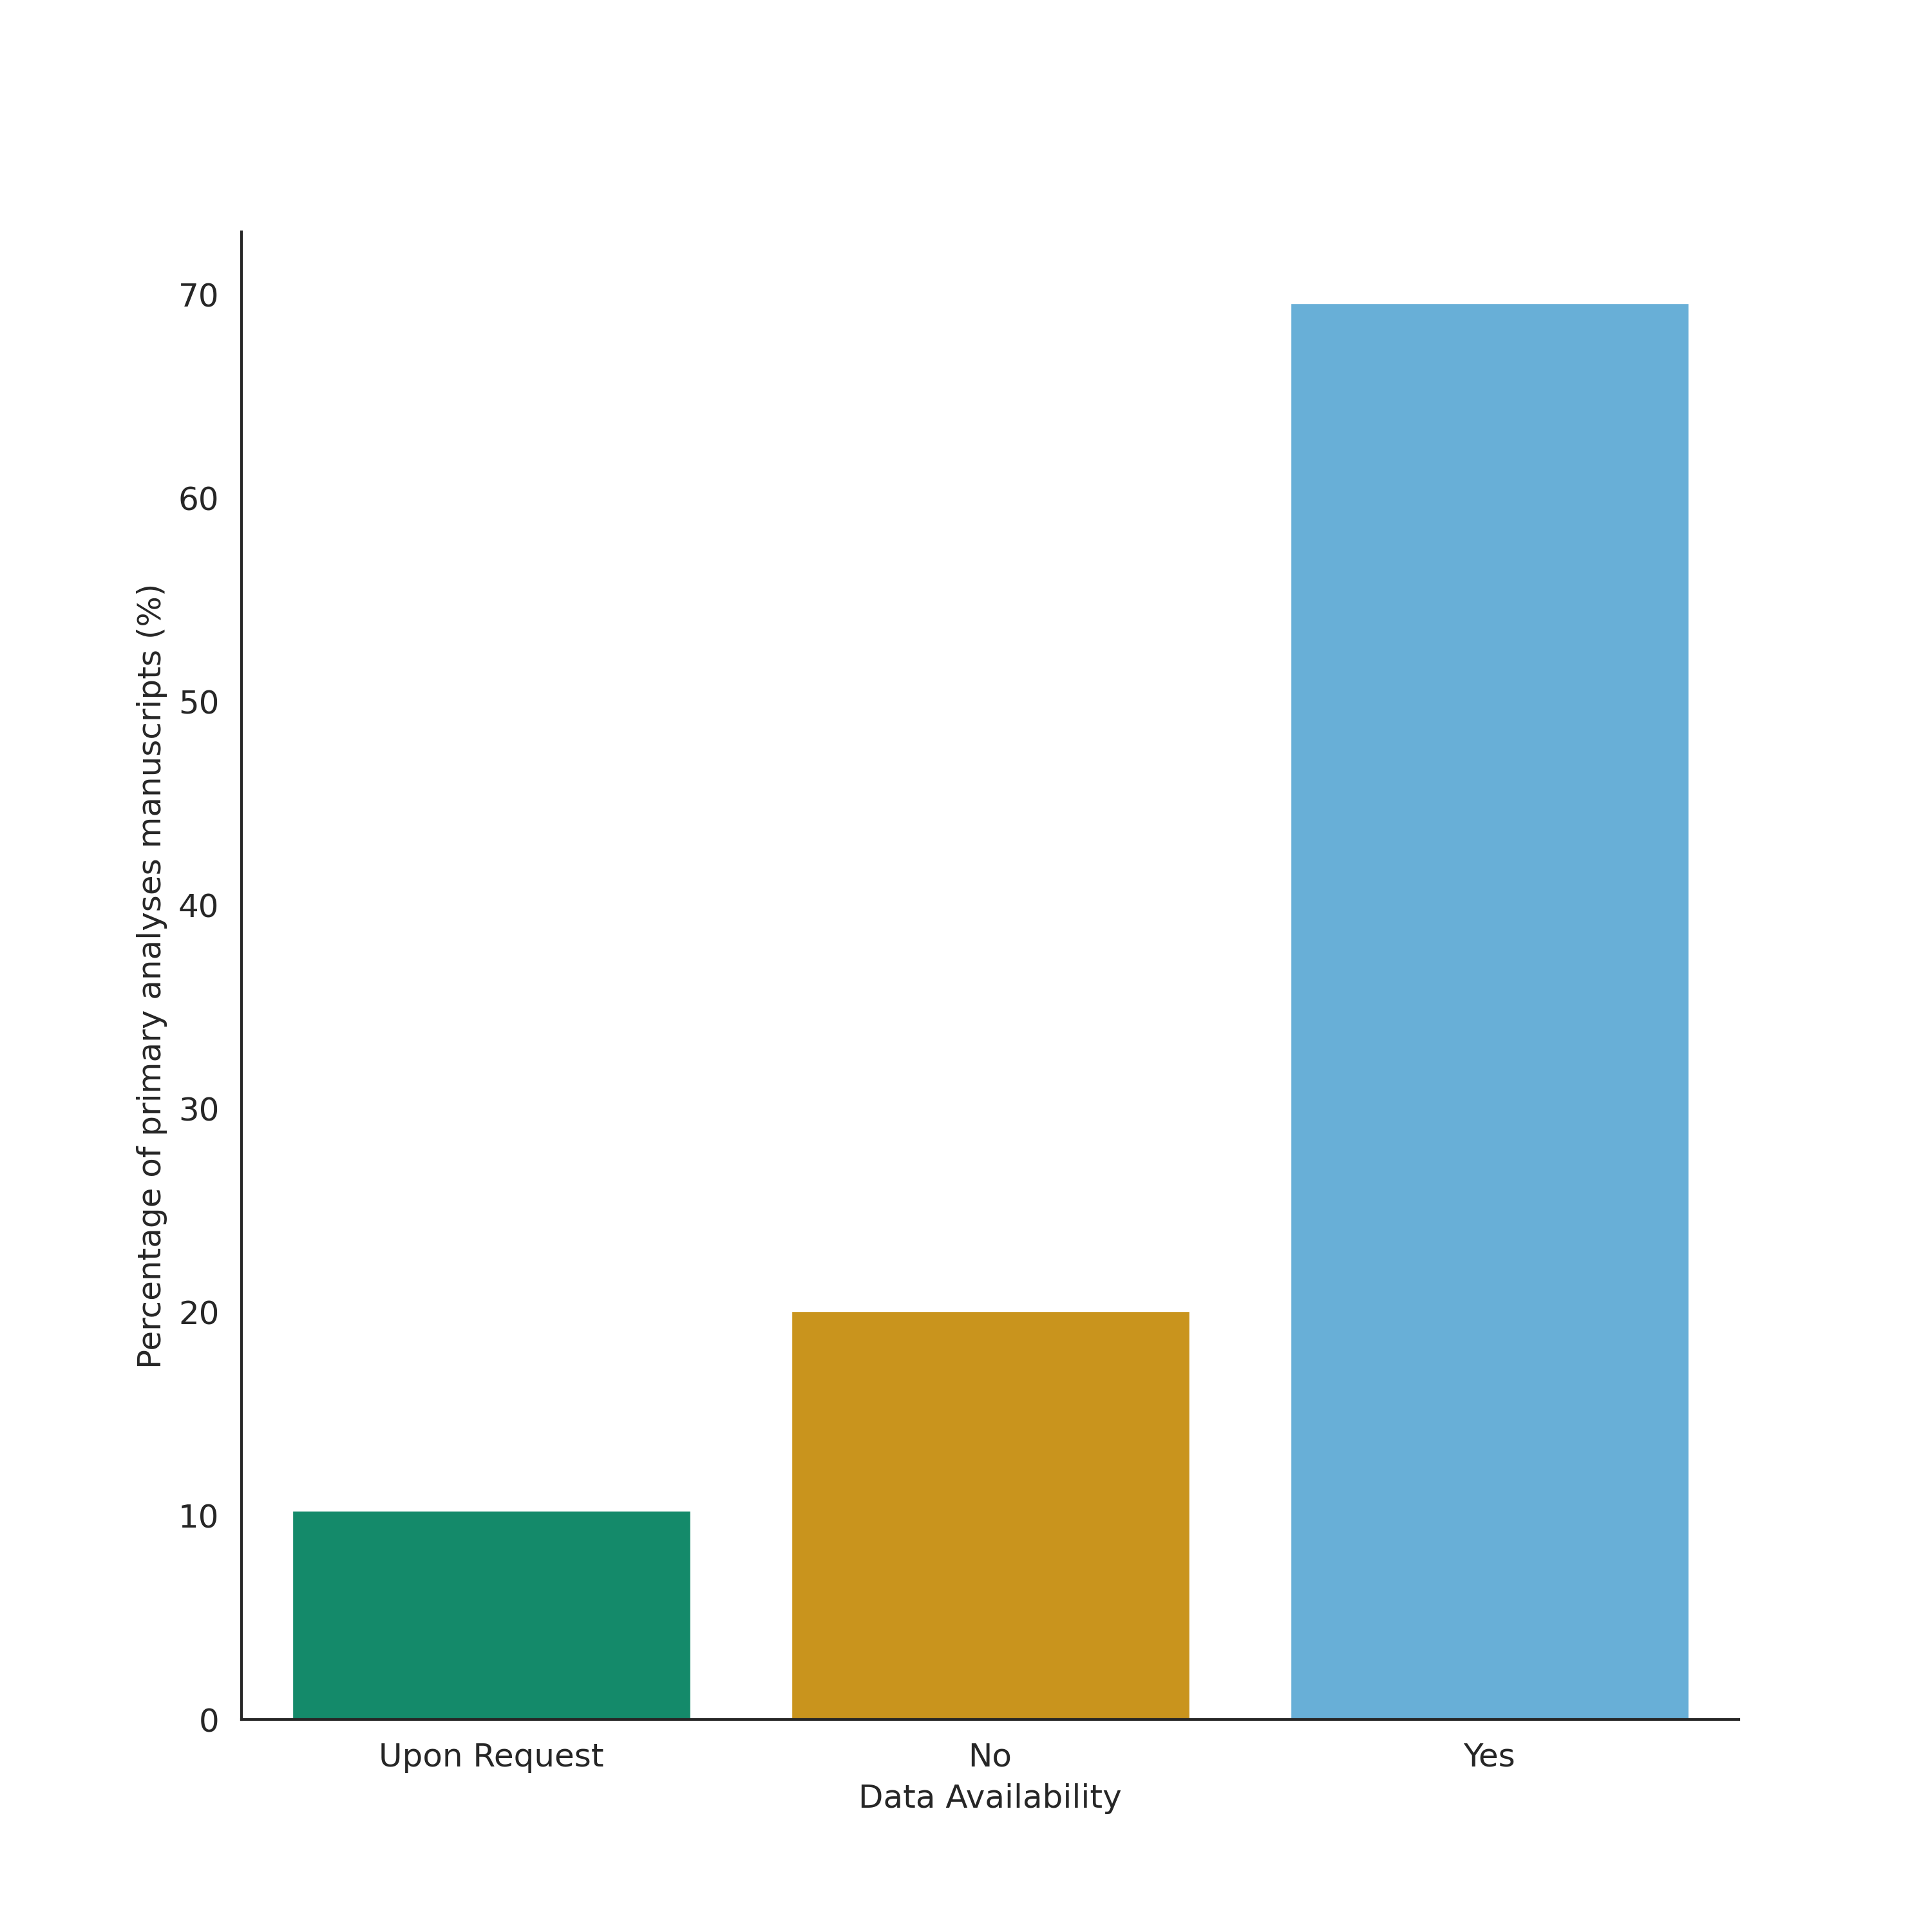 Percentage of primary analyses manuscripts (%)
70
60
50
40
30
20
10
0
Upon Request No Yes
Data Availability